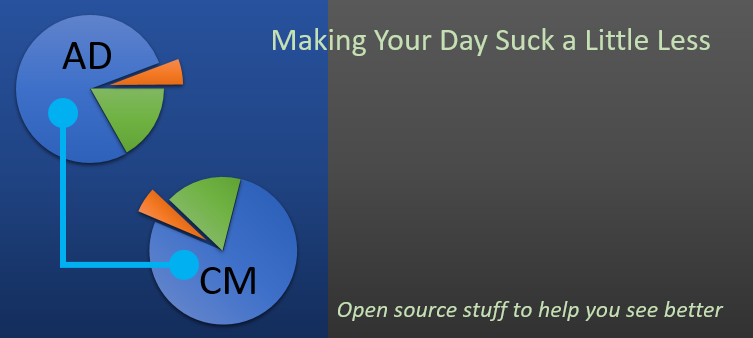 AD
Making Your Day Suck a Little Less
CM
Open source stuff to help you see better